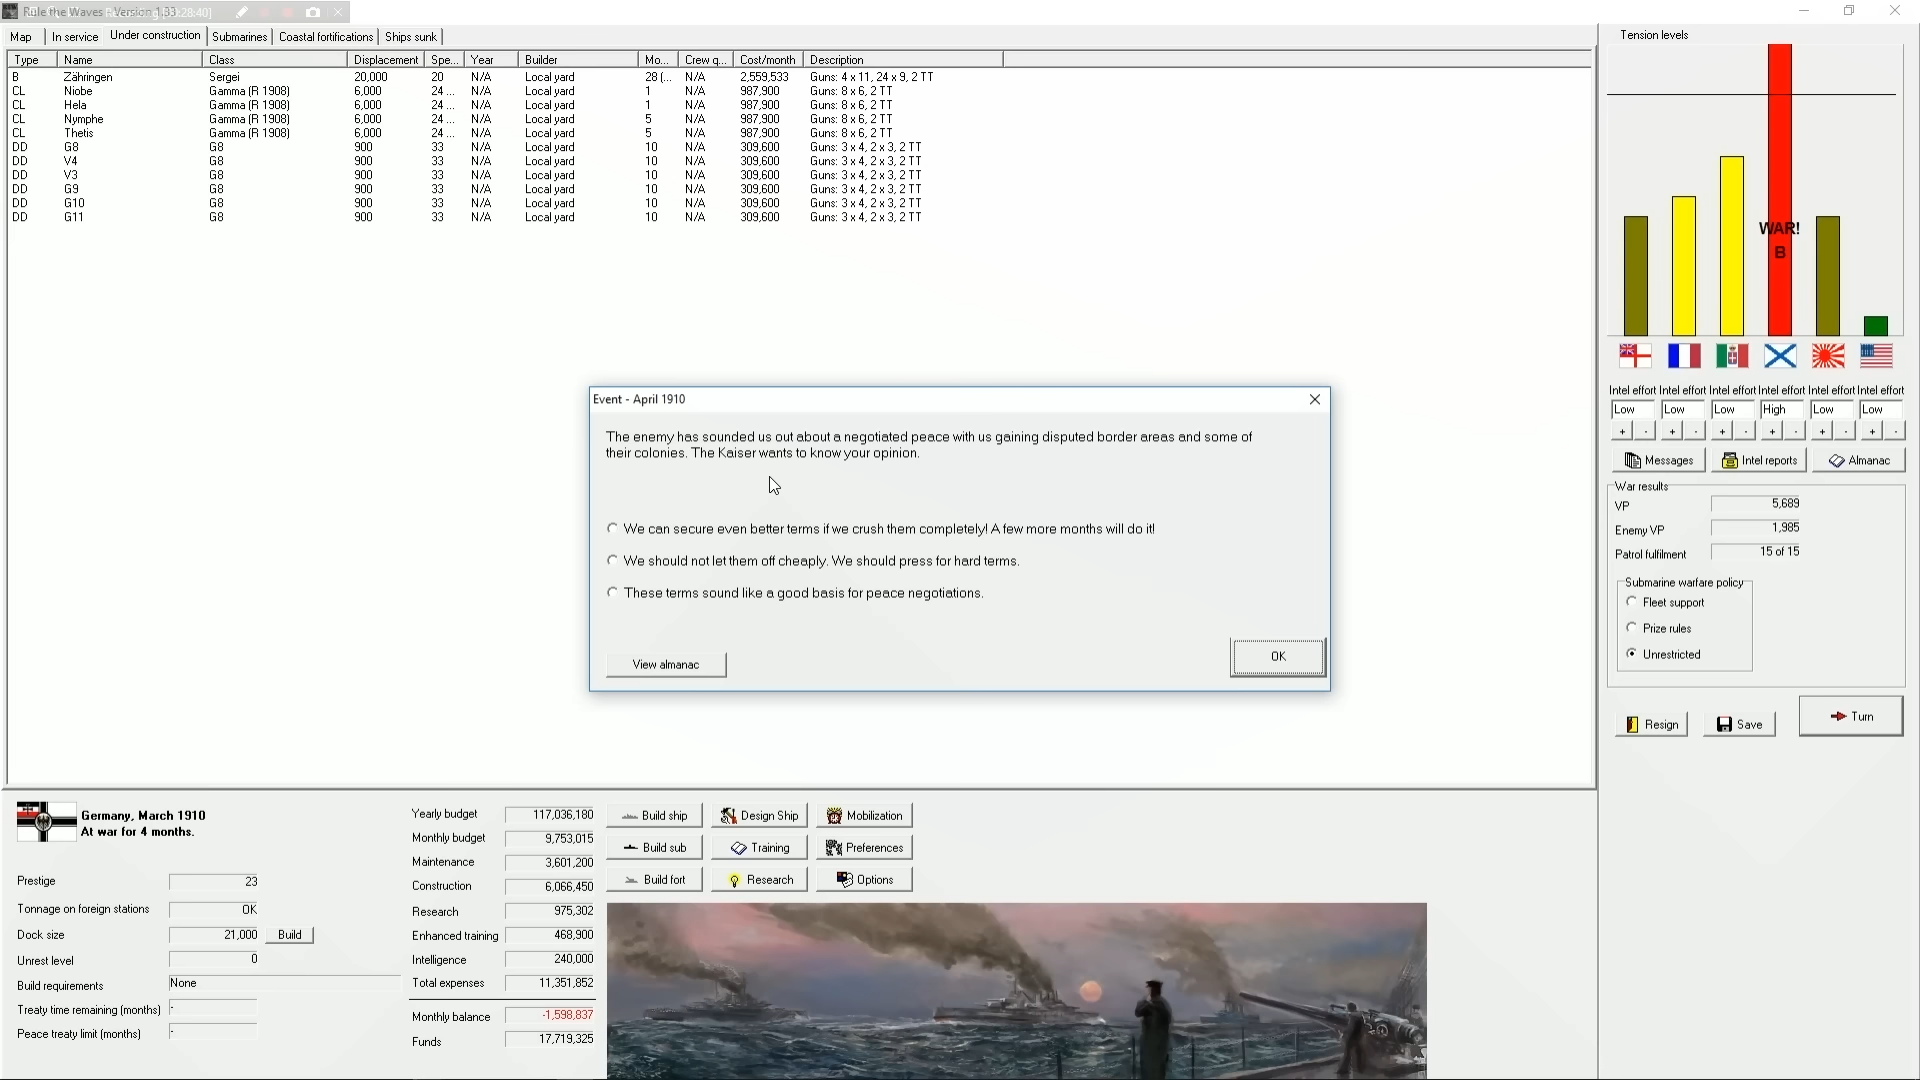 Rule the Waves - Version 1.33
28:40]
Map In service Under construction Submarines Coastal fortifications Ships sunk
Type Name Class Displacement Spe... Year Builder Mo... Crew q... Cost/month Description
B Zähringen Sergei 20,000 20 N/A Local yard 28 (... N/A 2,559,533 Guns: 4 x 11, 24 x 9, 2 TT
CL Niobe Gamma (R 1908) 6,000 24 ... N/A Local yard 1 N/A 987,900 Guns: 8 x 6, 2 TT
CL Hela Gamma (R 1908) 6,000 24 ... N/A Local yard 1 N/A 987,900 Guns: 8 x 6, 2 TT
CL Nymphe Gamma (R 1908) 6,000 24 ... N/A Local yard 5 N/A 987,900 Guns: 8 x 6, 2 TT
CL Thetis Gamma (R 1908) 6,000 24 ... N/A Local yard 5 N/A 987,900 Guns: 8 x 6, 2 TT
DD G8 G8 900 33 N/A Local yard 10 N/A 309,600 Guns: 3 x 4, 2 x 3, 2 TT
DD V4 G8 900 33 N/A Local yard 10 N/A 309,600 Guns: 3 x 4, 2 x 3, 2 TT
DD V3 G8 900 33 N/A Local yard 10 N/A 309,600 Guns: 3 x 4, 2 x 3, 2 TT
DD G9 G8 900 33 N/A Local yard 10 N/A 309,600 Guns: 3 x 4, 2 x 3, 2 TT
DD G10 G8 900 33 N/A Local yard 10 N/A 309,600 Guns: 3 x 4, 2 x 3, 2 TT
DD G11 G8 900 33 N/A Local yard 10 N/A 309,600 Guns: 3 x 4, 2 x 3, 2 TT
Event - April 1910
The enemy has sounded us out about a negotiated peace with us gaining disputed border areas and some of
their colonies. The Kaiser wants to know your opinion.
We can secure even better terms if we crush them completely! A few more months will do it!
We should not let them off cheaply. We should press for hard terms.
These terms sound like a good basis for peace negotiations.
View almanac
OK
Tension levels
WAR!
B
Intel effort Intel effort Intel effort Intel effort Intel effort Intel effort
Low Low Low High Low Low
+ - + - + - + - + - + -
Messages Intel reports Almanac
War results
VP 5,689
Enemy VP 1,985
Patrol fulfilment 15 of 15
Submarine warfare policy
Fleet support
Prize rules
Unrestricted
Resign Save Turn
Germany, March 1910
At war for 4 months.
Prestige 23
Tonnage on foreign stations OK
Dock size 21,000 Build
Unrest level 0
Build requirements None
Treaty time remaining (months) -
Peace treaty limit (months) -
Yearly budget 117,036,180
Monthly budget 9,753,015
Maintenance 3,601,200
Construction 6,066,450
Research 975,302
Enhanced training 468,900
Intelligence 240,000
Total expenses 11,351,852
Monthly balance -1,598,837
Funds 17,719,325
Build ship Design Ship Mobilization
Build sub Training Preferences
Build fort Research Options